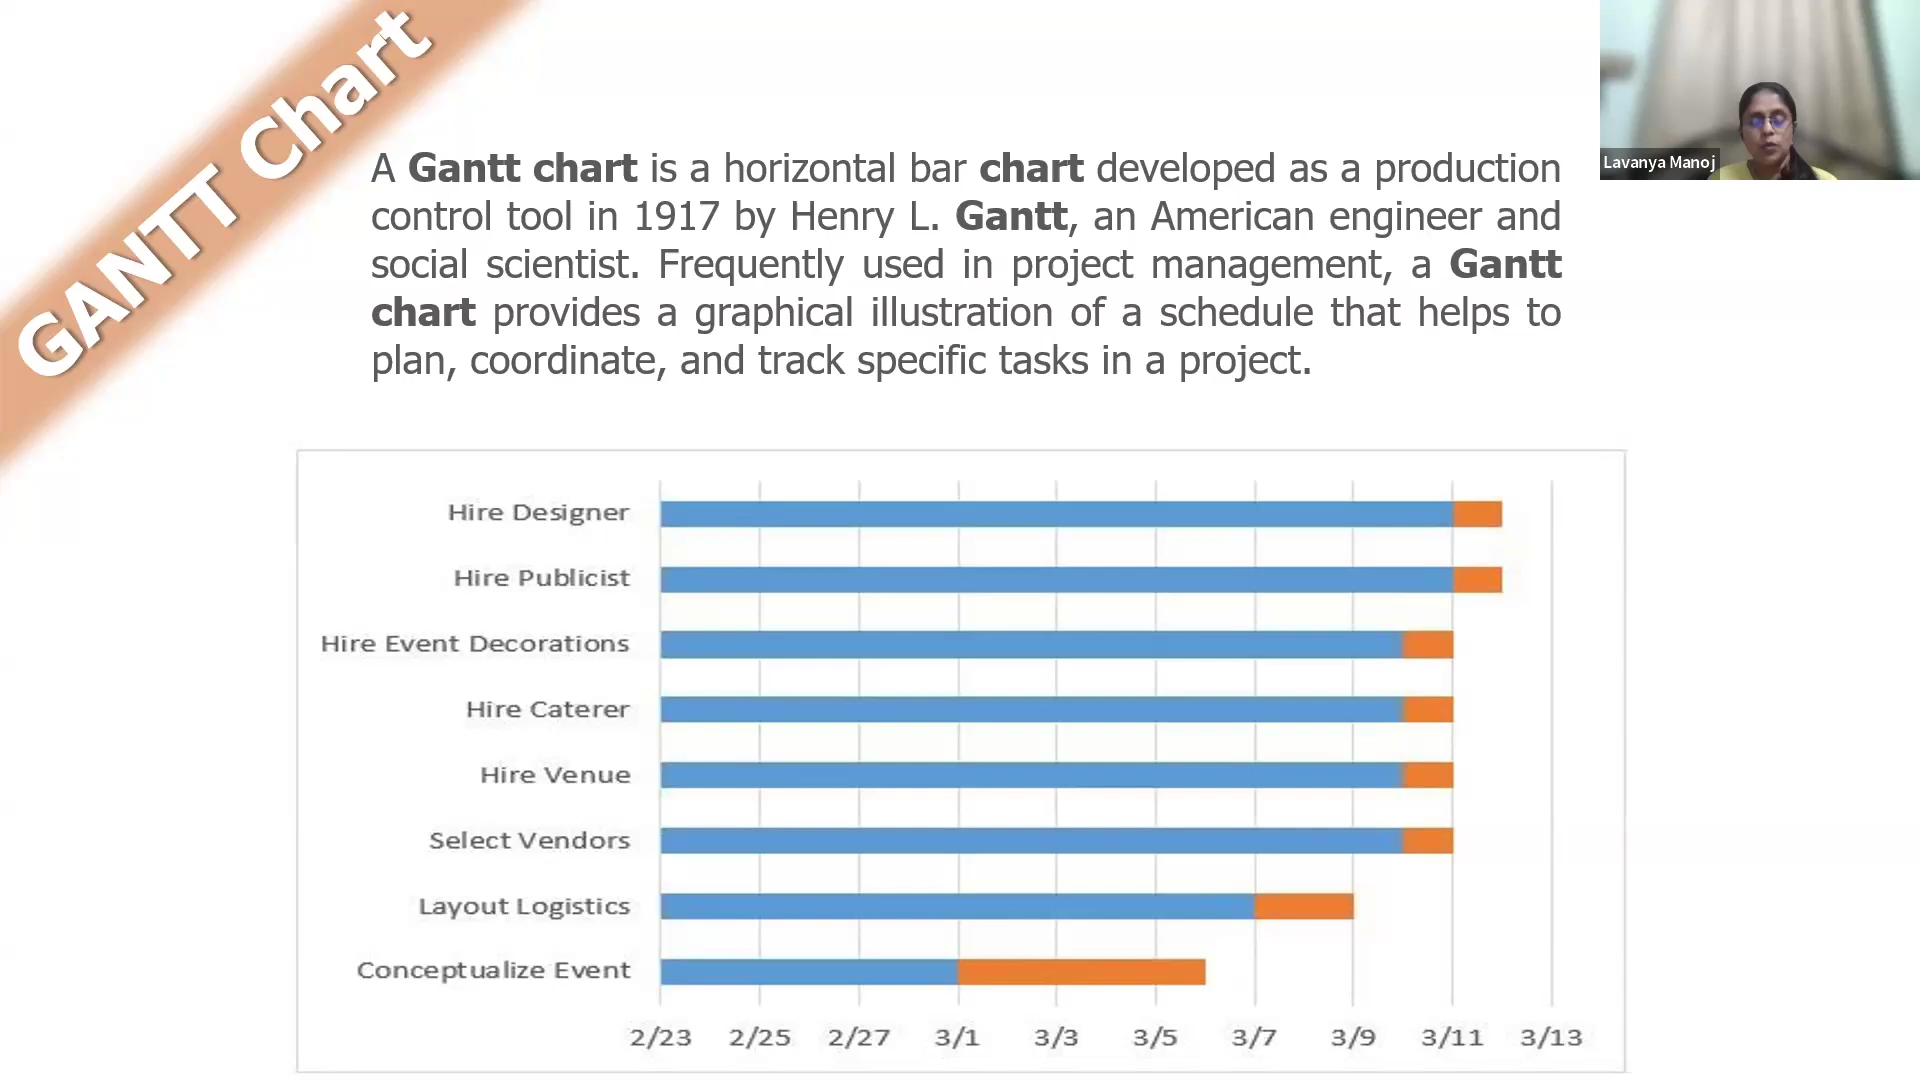 GANTT Chart
A Gantt chart is a horizontal bar chart developed as a production
control tool in 1917 by Henry L. Gantt, an American engineer and
social scientist. Frequently used in project management, a Gantt
chart provides a graphical illustration of a schedule that helps to
plan, coordinate, and track specific tasks in a project.
Lavanya Manoj
Hire Designer
Hire Publicist
Hire Event Decorations
Hire Caterer
Hire Venue
Select Vendors
Layout Logistics
Conceptualize Event
2/23 2/25 2/27 3/1 3/3 3/5 3/7 3/9 3/11 3/13